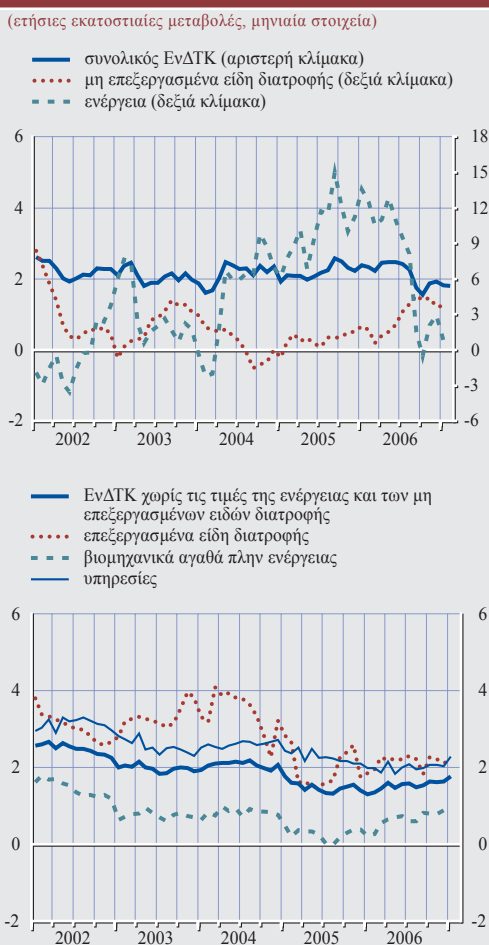 (ετήσιες εκατοστιαίες μεταβολές, μηνιαία στοιχεία)
συνολικός ΕνΔΤΚ (αριστερή κλίμακα)
μη επεξεργασμένα είδη διατροφής (δεξιά κλίμακα)
ενέργεια (δεξιά κλίμακα)
6 18
15
4 12
9
2 6
3
0 0
-3
-2 -6
2002 2003 2004 2005 2006
ΕνΔΤΚ χωρίς τις τιμές της ενέργειας και των μη
επεξεργασμένων ειδών διατροφής
επεξεργασμένα είδη διατροφής
βιομηχανικά αγαθά πλην ενέργειας
υπηρεσίες
6 6
4 4
2 2
0 0
-2 -2
2002 2003 2004 2005 2006